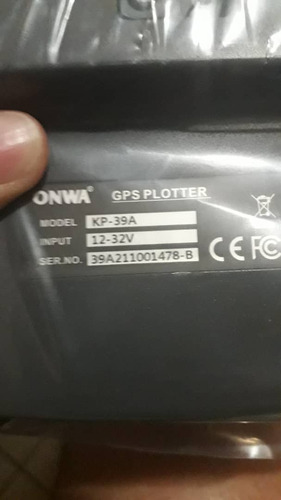 ONWA® GPS PLOTTER
MODEL KP-39A
INPUT 12-32V
SER.NO. 39A211001478-B
CE FC